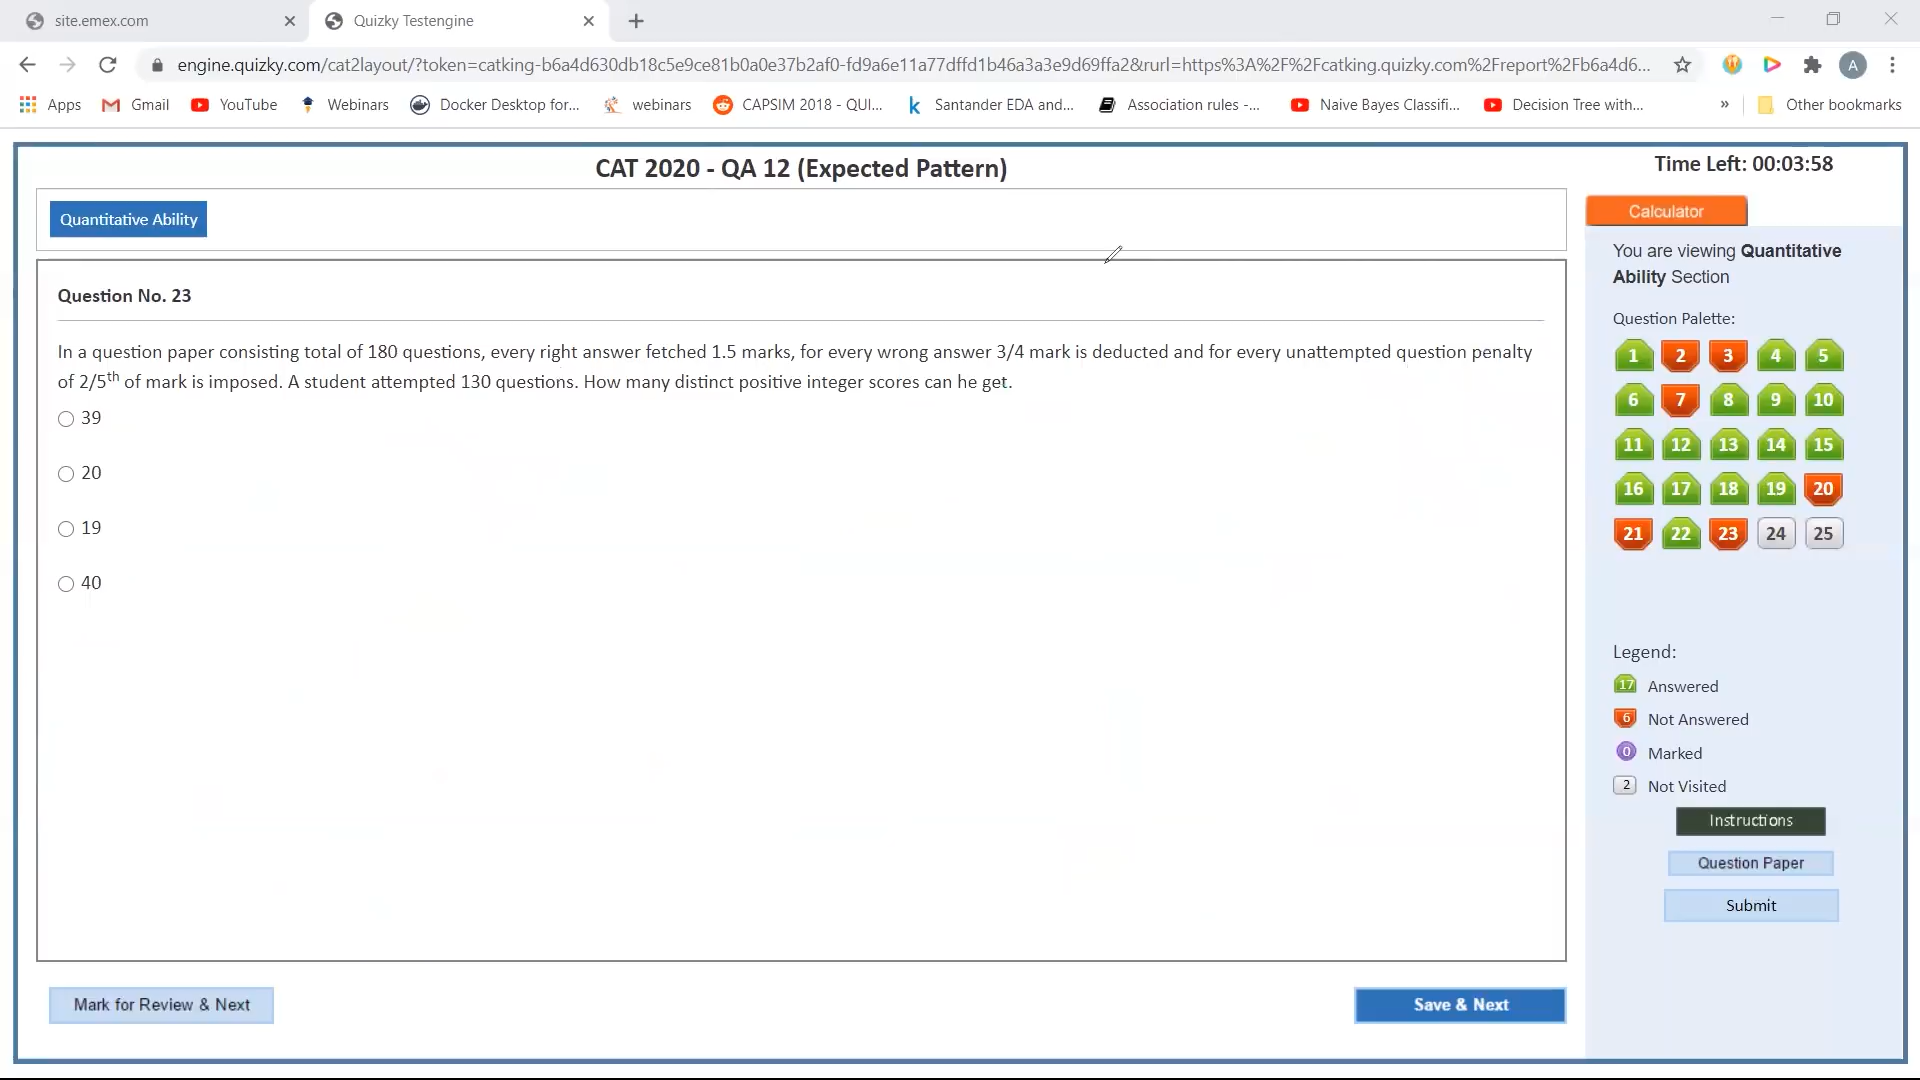 site.emex.com
Quizky Testengine
engine.quizky.com/cat2layout/?token=catking-b6a4d630db18c5e9ce81b0a0e37b2af0-fd9a6e11a77dffd1b46a3a3e9d69ffa2&rurl=https%3A%2F%2Fcatking.quizky.com%2Freport%2Fb6a4d6...
A
Apps Gmail YouTube Webinars Docker Desktop for... webinars CAPSIM 2018 - QUI... Santander EDA and... Association rules -... Naive Bayes Classifi... Decision Tree with... » Other bookmarks
CAT 2020 - QA 12 (Expected Pattern)
Time Left: 00:03:58
Quantitative Ability
Calculator
You are viewing Quantitative
Ability Section
Question No. 23
Question Palette:
In a question paper consisting total of 180 questions, every right answer fetched 1.5 marks, for every wrong answer 3/4 mark is deducted and for every unattempted question penalty
of 2/5th of mark is imposed. A student attempted 130 questions. How many distinct positive integer scores can he get.
39
20
19
40
1 2 3 4 5
6 7 8 9 10
11 12 13 14 15
16 17 18 19 20
21 22 23 24 25
Legend:
17 Answered
6 Not Answered
0 Marked
2 Not Visited
Instructions
Question Paper
Submit
Mark for Review & Next
Save & Next